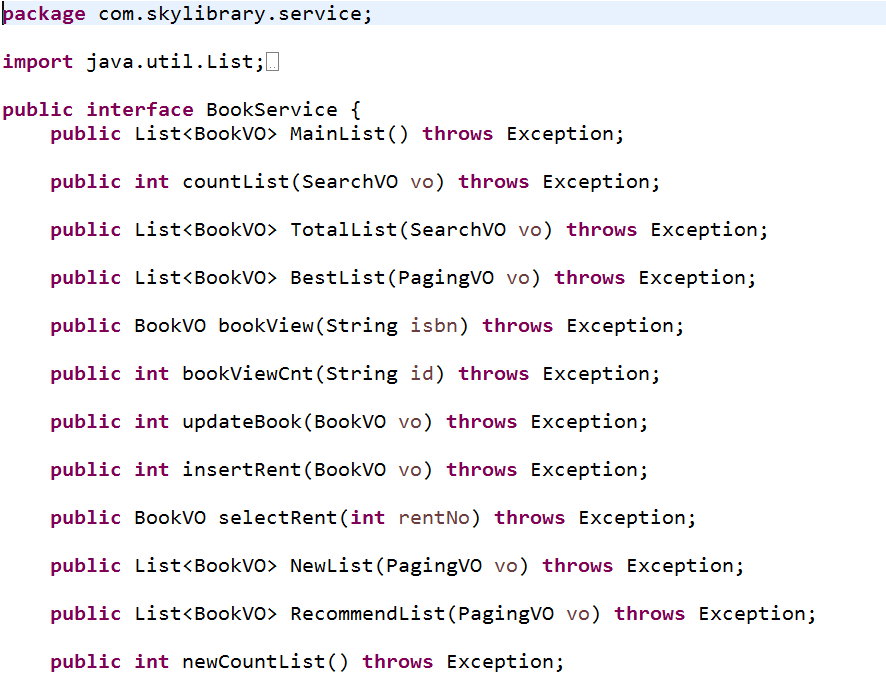 package com.skylibrary.service;
import java.util.List;
public interface BookService {
public List<BookVO> MainList() throws Exception;
public int countList(SearchVO vo) throws Exception;
public List<BookVO> TotalList(SearchVO vo) throws Exception;
public List<BookVO> BestList(PagingVO vo) throws Exception;
public BookVO bookView(String isbn) throws Exception;
public int bookViewCnt(String id) throws Exception;
public int updateBook(BookVO vo) throws Exception;
public int insertRent(BookVO vo) throws Exception;
public BookVO selectRent(int rentNo) throws Exception;
public List<BookVO> NewList(PagingVO vo) throws Exception;
public List<BookVO> RecommendList(PagingVO vo) throws Exception;
public int newCountList() throws Exception;